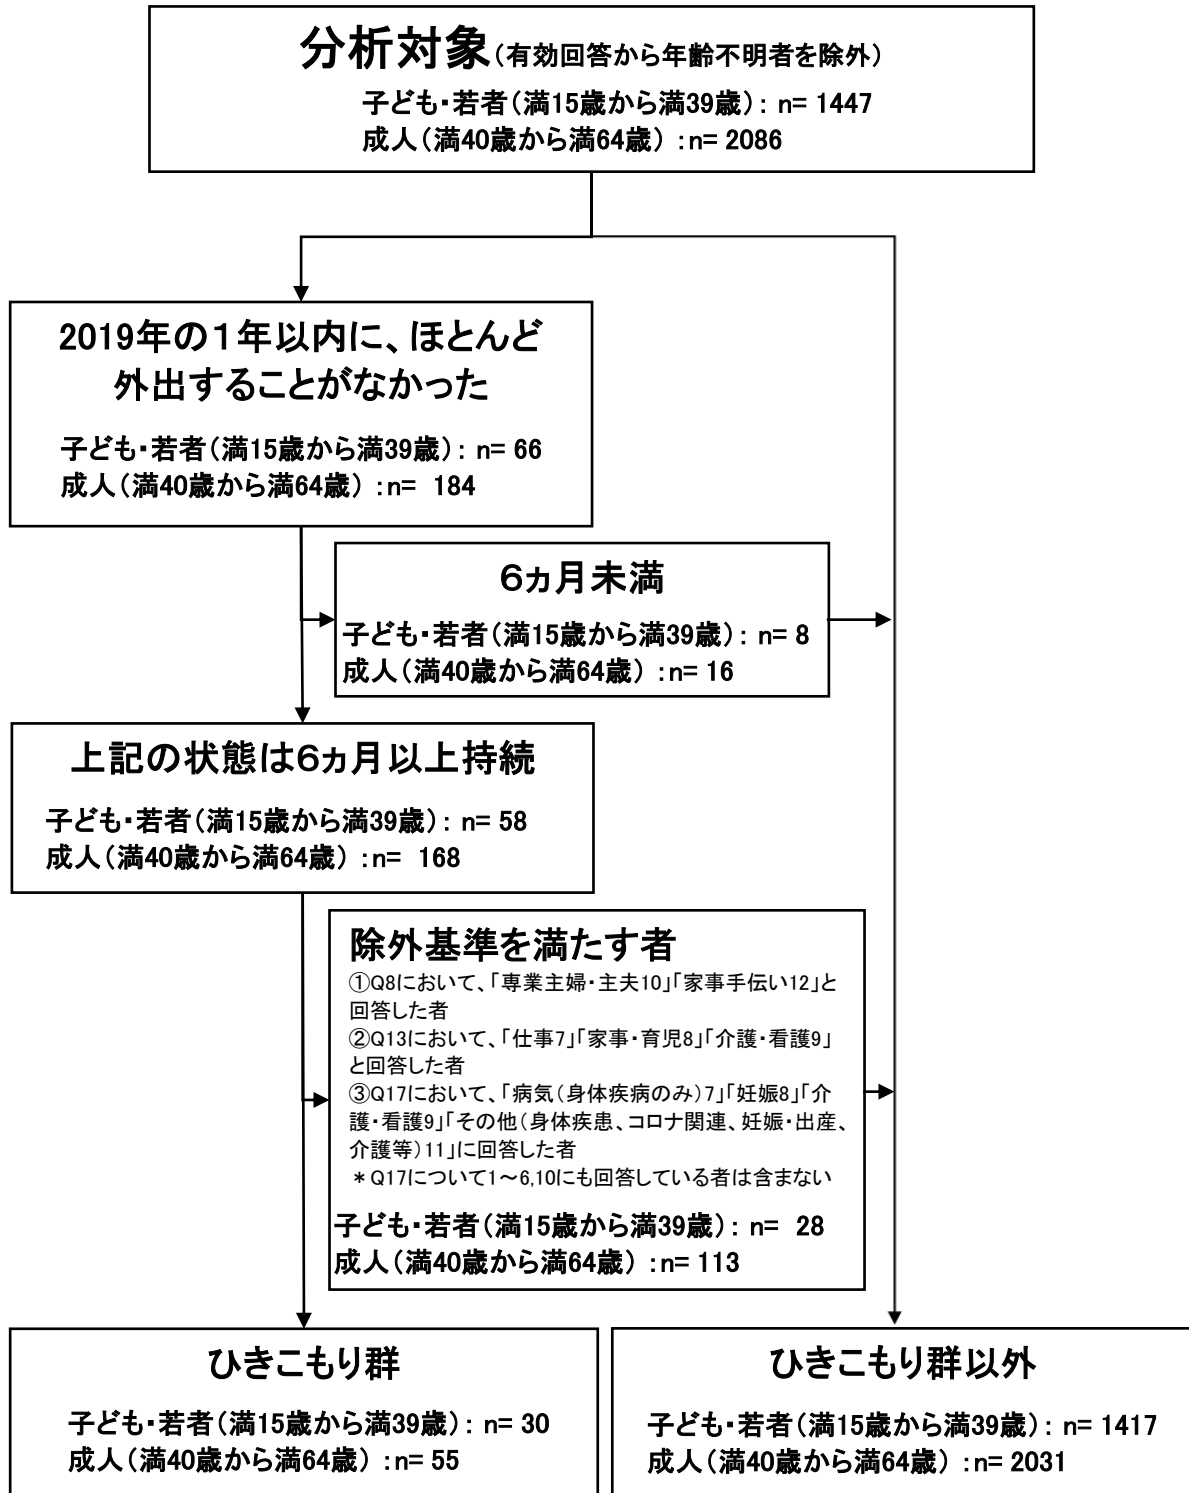 分析対象(有効回答から年齢不明者を除外)
子ども・若者(満15歳から満39歳): n= 1447
成人(満40歳から満64歳) :n= 2086
2019年の１年以内に、ほとんど
外出することがなかった
子ども・若者(満15歳から満39歳): n= 66
成人(満40歳から満64歳) :n= 184
６ヵ月未満
子ども・若者(満15歳から満39歳): n= 8
成人(満40歳から満64歳) :n= 16
上記の状態は6ヵ月以上持続
子ども・若者(満15歳から満39歳): n= 58
成人(満40歳から満64歳) :n= 168
除外基準を満たす者
①Q8において、「専業主婦・主夫10」「家事手伝い12」と
回答した者
②Q13において、「仕事7」「家事・育児8」「介護・看護9」
と回答した者
③Q17において、「病気(身体疾病のみ)7」「妊娠8」「介
護・看護9」「その他(身体疾患、コロナ関連、妊娠・出産、
介護等)11」に回答した者
＊Q17について1～6,10にも回答している者は含まない
子ども・若者(満15歳から満39歳): n= 28
成人(満40歳から満64歳) :n= 113
ひきこもり群
子ども・若者(満15歳から満39歳): n= 30
成人(満40歳から満64歳) :n= 55
ひきこもり群以外
子ども・若者(満15歳から満39歳): n= 1417
成人(満40歳から満64歳) :n= 2031